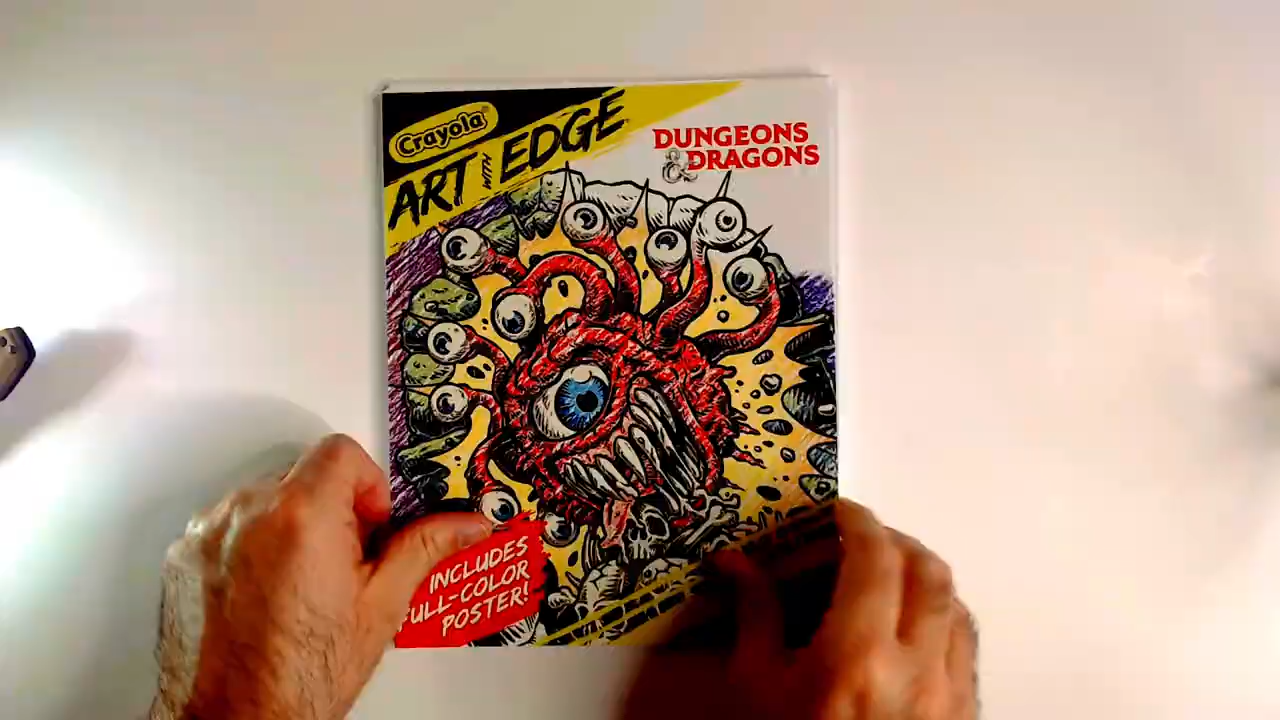 Crayola
ART WITH EDGE
DUNGEONS
& DRAGONS
INCLUDES
FULL-COLOR
POSTER!